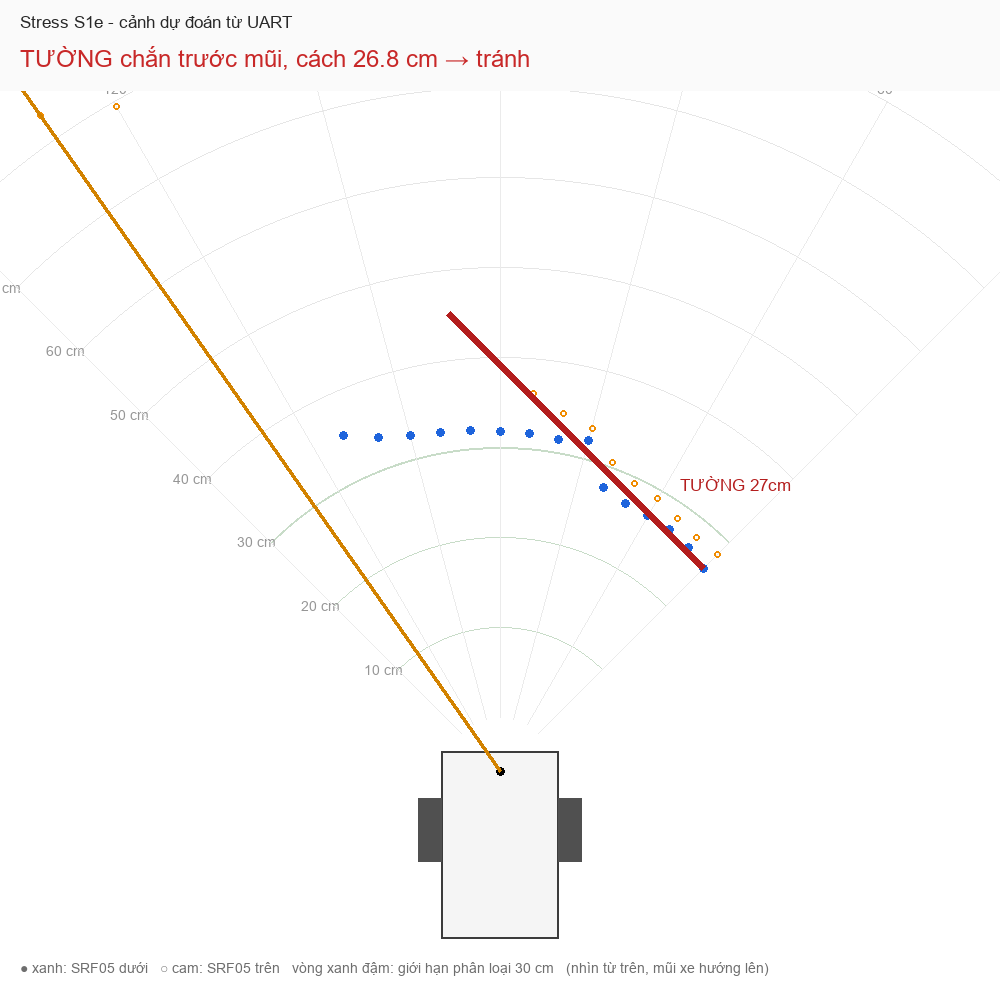 Stress S1e - cảnh dự đoán từ UART
TƯỜNG chắn trước mũi, cách 26.8 cm → tránh
cm
60 cm
50 cm
40 cm
TƯỜNG 27cm
30 cm
20 cm
10 cm
● xanh: SRF05 dưới ○ cam: SRF05 trên vòng xanh đậm: giới hạn phân loại 30 cm (nhìn từ trên, mũi xe hướng lên)